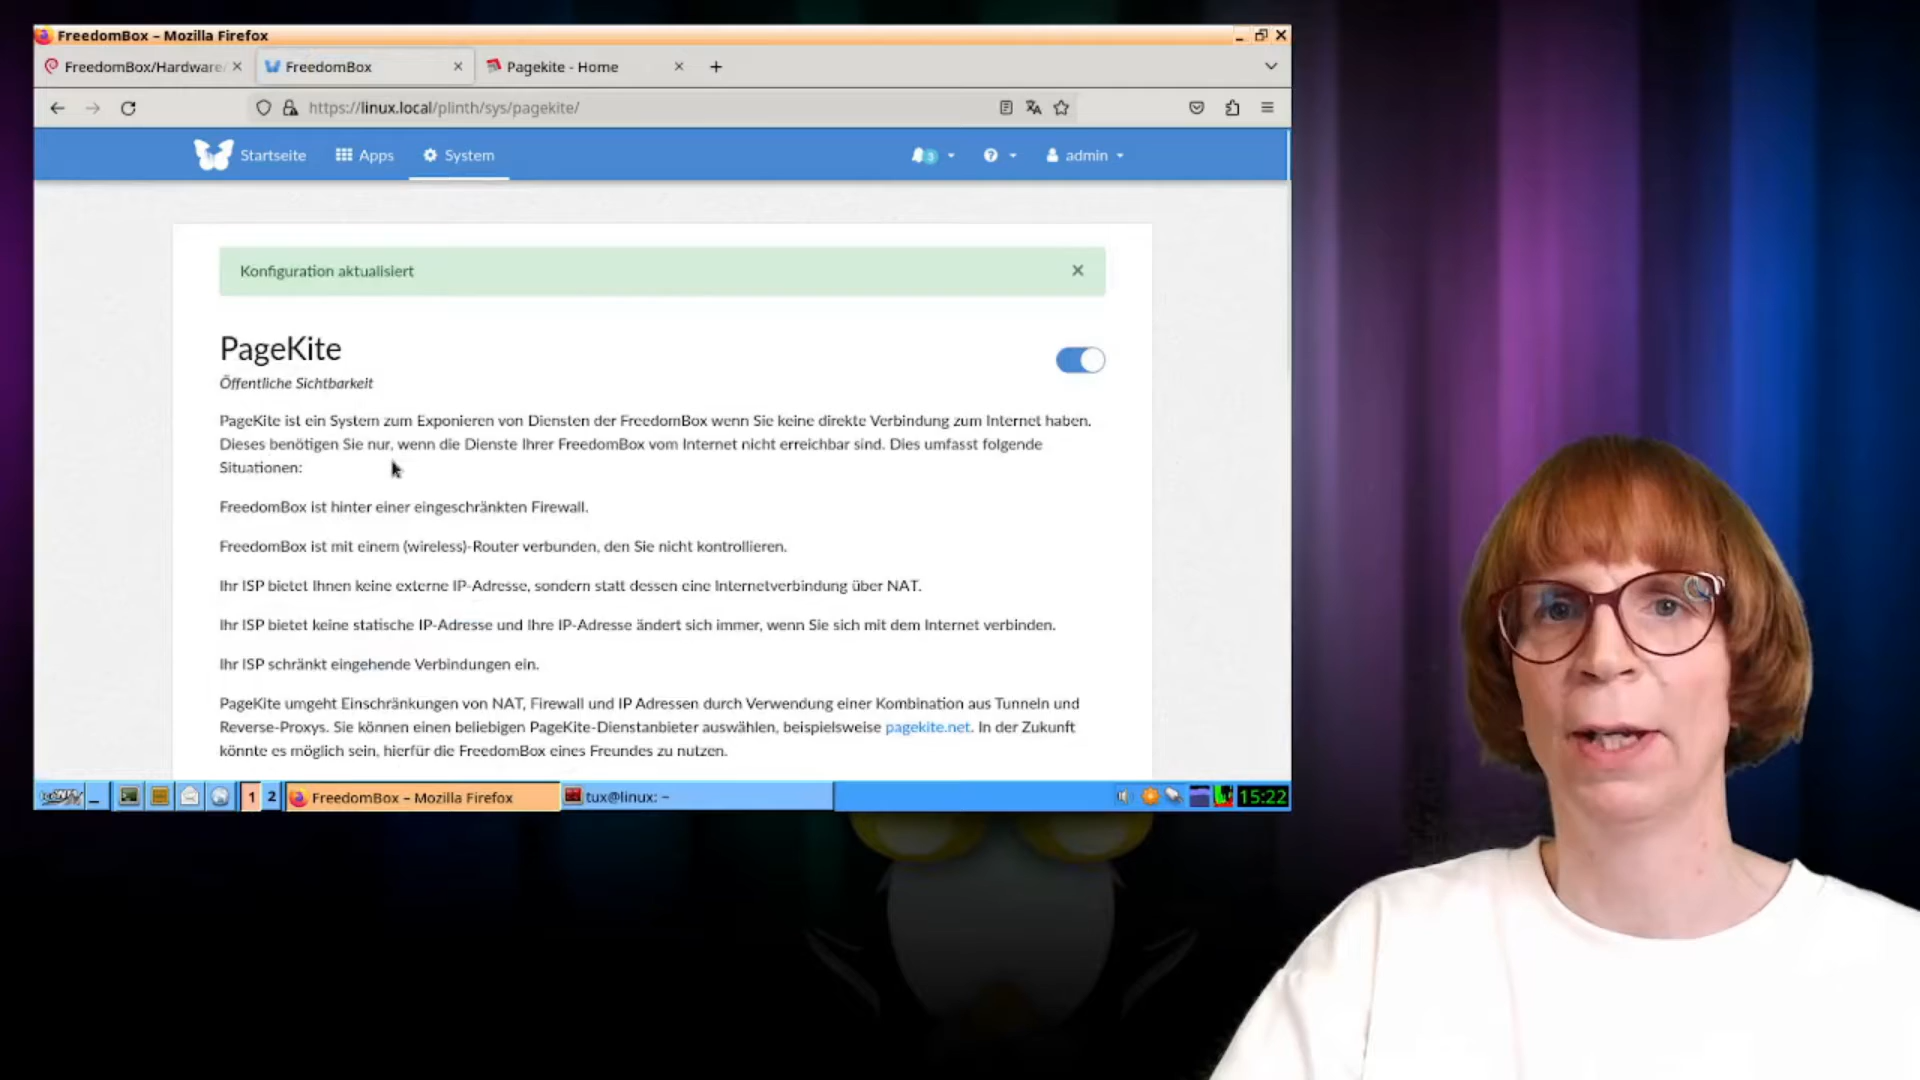 FreedomBox – Mozilla Firefox
FreedomBox/Hardware
FreedomBox
Pagekite - Home
https://linux.local/plinth/sys/pagekite/
Startseite
Apps
System
3
admin
Konfiguration aktualisiert
PageKite
Öffentliche Sichtbarkeit
PageKite ist ein System zum Exponieren von Diensten der FreedomBox wenn Sie keine direkte Verbindung zum Internet haben.
Dieses benötigen Sie nur, wenn die Dienste Ihrer FreedomBox vom Internet nicht erreichbar sind. Dies umfasst folgende
Situationen:
FreedomBox ist hinter einer eingeschränkten Firewall.
FreedomBox ist mit einem (wireless)-Router verbunden, den Sie nicht kontrollieren.
Ihr ISP bietet Ihnen keine externe IP-Adresse, sondern statt dessen eine Internetverbindung über NAT.
Ihr ISP bietet keine statische IP-Adresse und Ihre IP-Adresse ändert sich immer, wenn Sie sich mit dem Internet verbinden.
Ihr ISP schränkt eingehende Verbindungen ein.
PageKite umgeht Einschränkungen von NAT, Firewall und IP Adressen durch Verwendung einer Kombination aus Tunneln und
Reverse-Proxys. Sie können einen beliebigen PageKite-Dienstanbieter auswählen, beispielsweise pagekite.net. In der Zukunft
könnte es möglich sein, hierfür die FreedomBox eines Freundes zu nutzen.
1
2
FreedomBox – Mozilla Firefox
tux@linux: ~
15:22